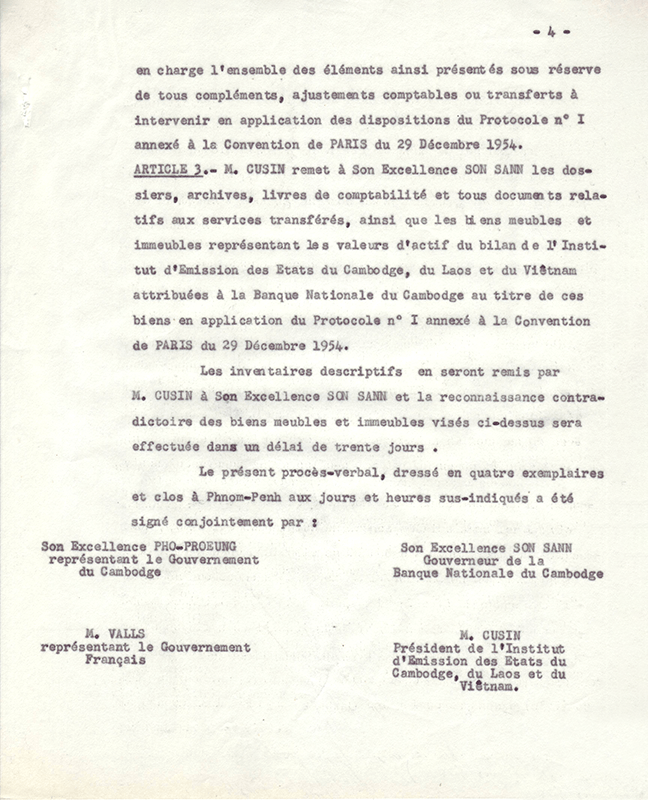 - 4 -
en charge l'ensemble des éléments ainsi présentés sous réserve
de tous compléments, ajustements comptables ou transferts à
intervenir en application des dispositions du Protocole n° I
annexé à la Convention de PARIS du 29 Décembre 1954.
ARTICLE 3.- M. CUSIN remet à Son Excellence SON SANN les dos-
siers, archives, livres de comptabilité et tous documents rela-
tifs aux services transférés, ainsi que les biens meubles et
immeubles représentant les valeurs d'actif du bilan de l'Insti-
tut d'Emission des Etats du Cambodge, du Laos et du Viêtnam
attribuées à la Banque Nationale du Cambodge au titre de ces
biens en application du Protocole n° I annexé à la Convention
de PARIS du 29 Décembre 1954.
Les inventaires descriptifs en seront remis par
M. CUSIN à Son Excellence SON SANN et la reconnaissance contra-
dictoire des biens meubles et immeubles visés ci-dessus sera
effectuée dans un délai de trente jours .
Le présent procès-verbal, dressé en quatre exemplaires
et clos à Phnom-Penh aux jours et heures sus-indiqués a été
signé conjointement par :
Son Excellence PHO-PROEUNG
représentant le Gouvernement
du Cambodge
Son Excellence SON SANN
Gouverneur de la
Banque Nationale du Cambodge
M. VALLS
représentant le Gouvernement
Français
M. CUSIN
Président de l'Institut
d'Emission des Etats du
Cambodge, du Laos et du
Viêtnam.